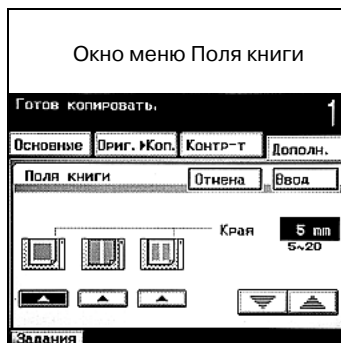 Окно меню Поля книги
Готов копировать. 1
Основные Ориг.▶Коп. Контр-т Дополн.
Поля книги Отмена Ввод
Края 5 mm
5~20
Задания